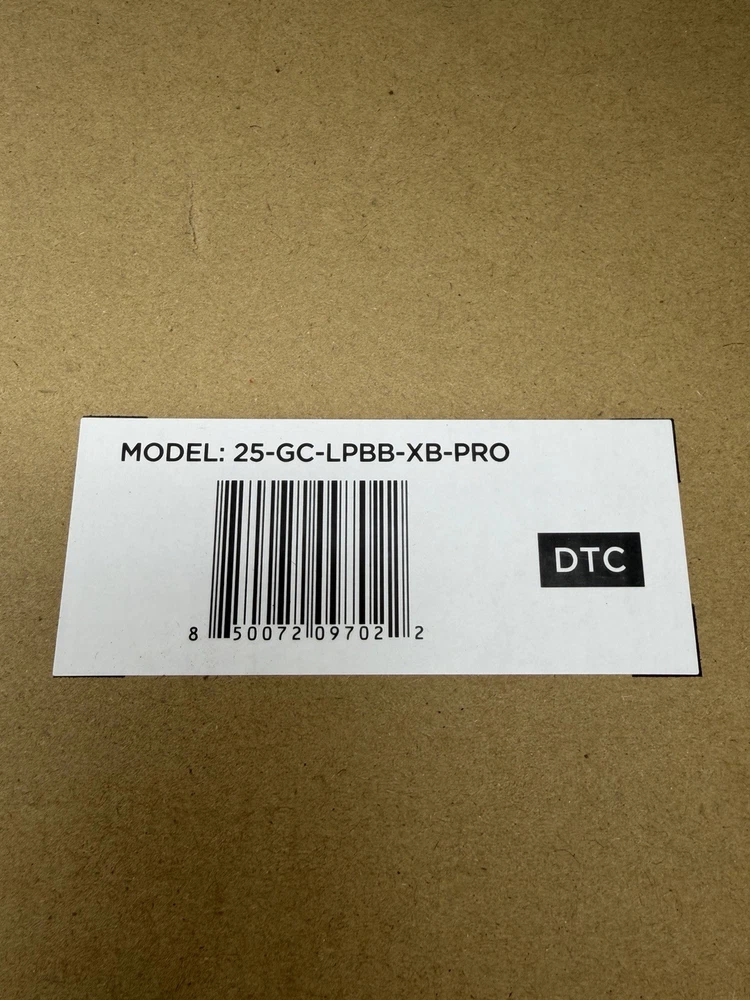 MODEL: 25-GC-LPBB-XB-PRO
DTC
8 50072 09702 2